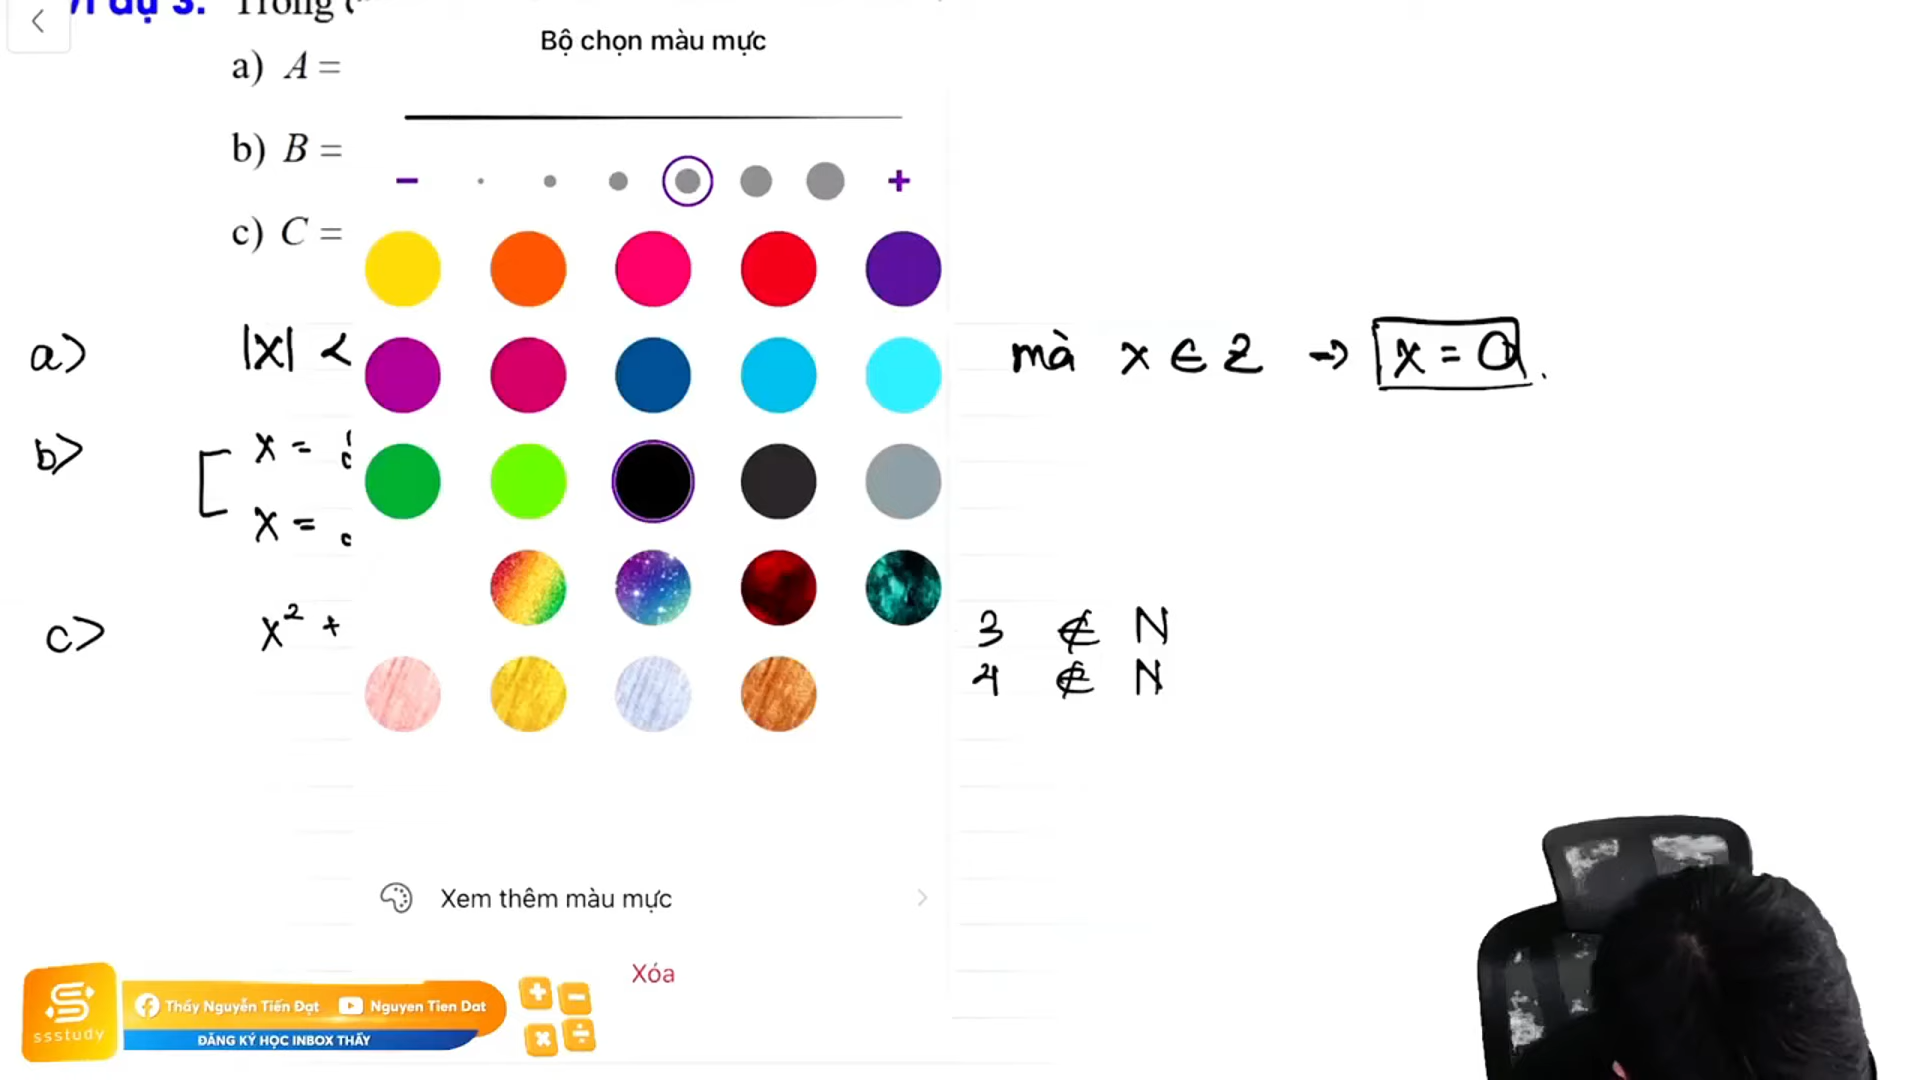 Ví dụ 3. Trong
a) A =
b) B =
c) C =
Bộ chọn màu mực
a> |x| < mà x ∈ Z → x = 0.
b> x =
x =
c> x² + 3 ∉ N
4 ∉ N
Xem thêm màu mực
Xóa
ssstudy
Thầy Nguyễn Tiến Đạt Nguyen Tien Dat
ĐĂNG KÝ HỌC INBOX THẦY